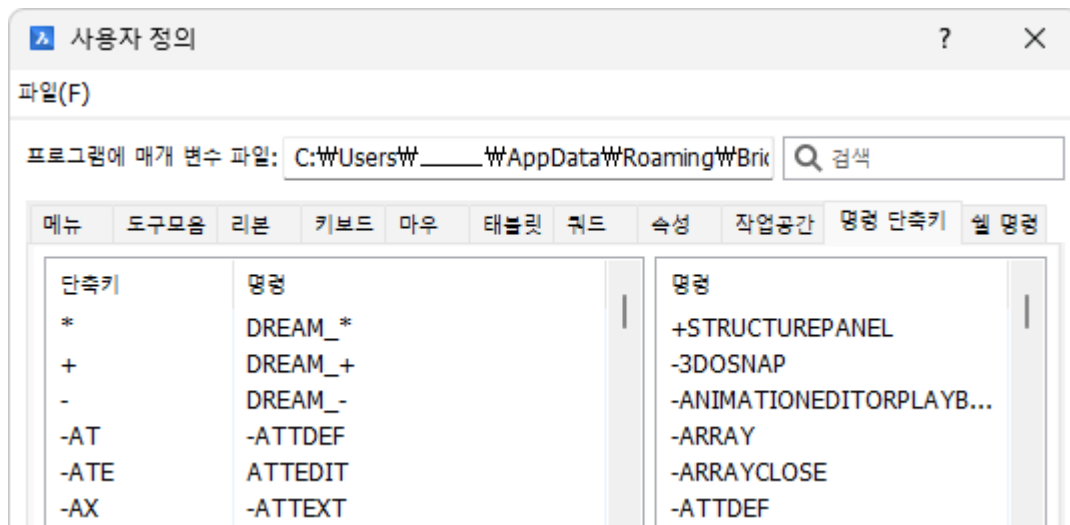 사용자 정의 ?
파일(F)
프로그램에 매개 변수 파일: C:₩Users₩_____₩AppData₩Roaming₩Bric 검색
메뉴 도구모음 리본 키보드 마우 태블릿 쿼드 속성 작업공간 명령 단축키 쉘 명령
단축키 명령 명령
* DREAM_* +STRUCTUREPANEL
+ DREAM_+ -3DOSNAP
- DREAM_- -ANIMATIONEDITORPLAYB...
-AT -ATTDEF -ARRAY
-ATE ATTEDIT -ARRAYCLOSE
-AX -ATTEXT -ATTDEF